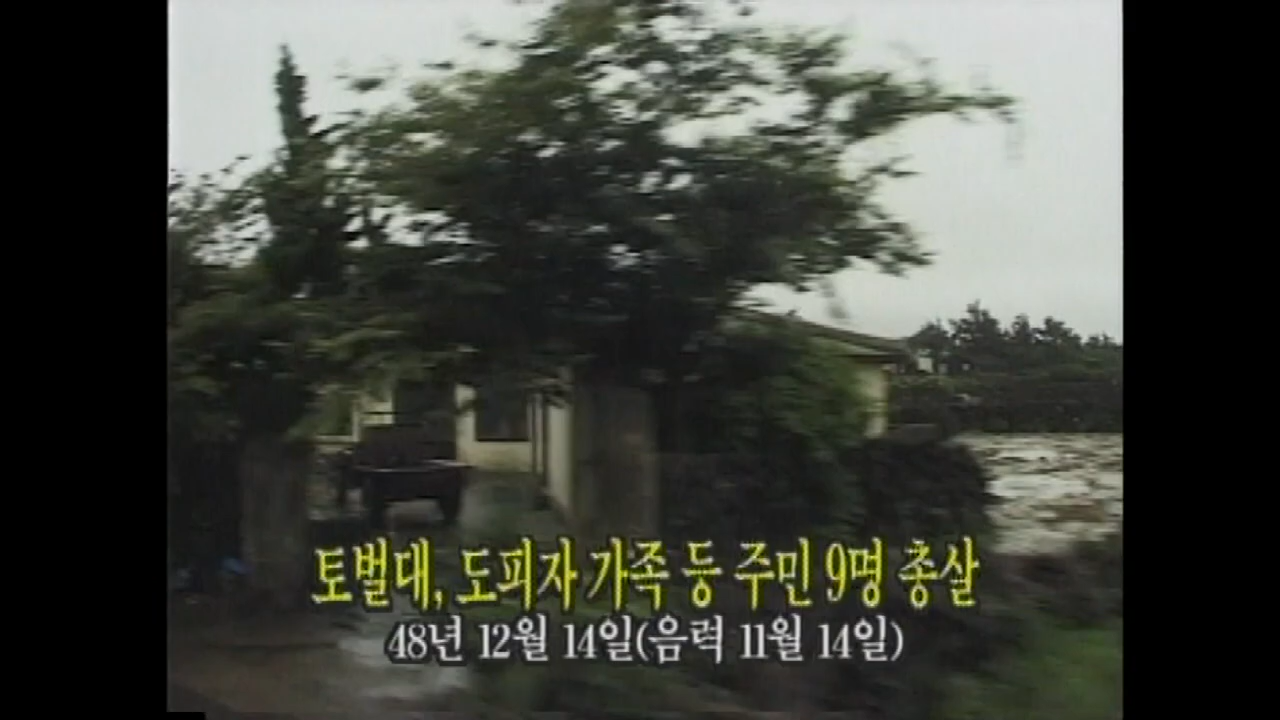 토벌대, 도피자 가족 등 주민 9명 총살
48년 12월 14일(음력 11월 14일)